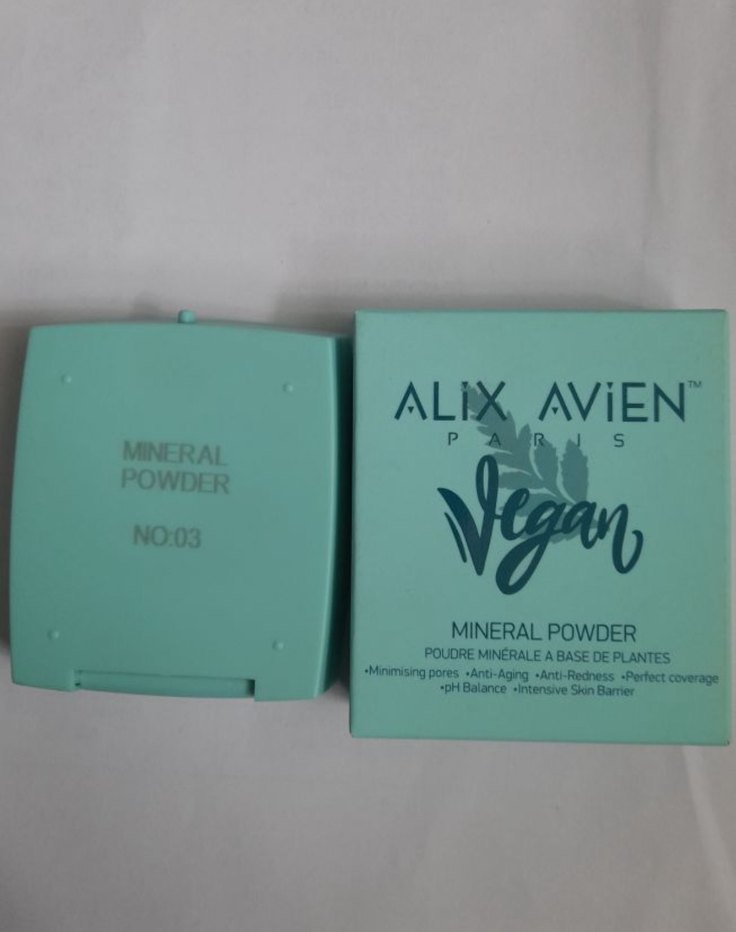 MINERAL
POWDER
NO:03
ALiX AViEN™
PARIS
Vegan
MINERAL POWDER
POUDRE MINÉRALE A BASE DE PLANTES
•Minimising pores •Anti-Aging •Anti-Redness •Perfect coverage
•pH Balance •Intensive Skin Barrier